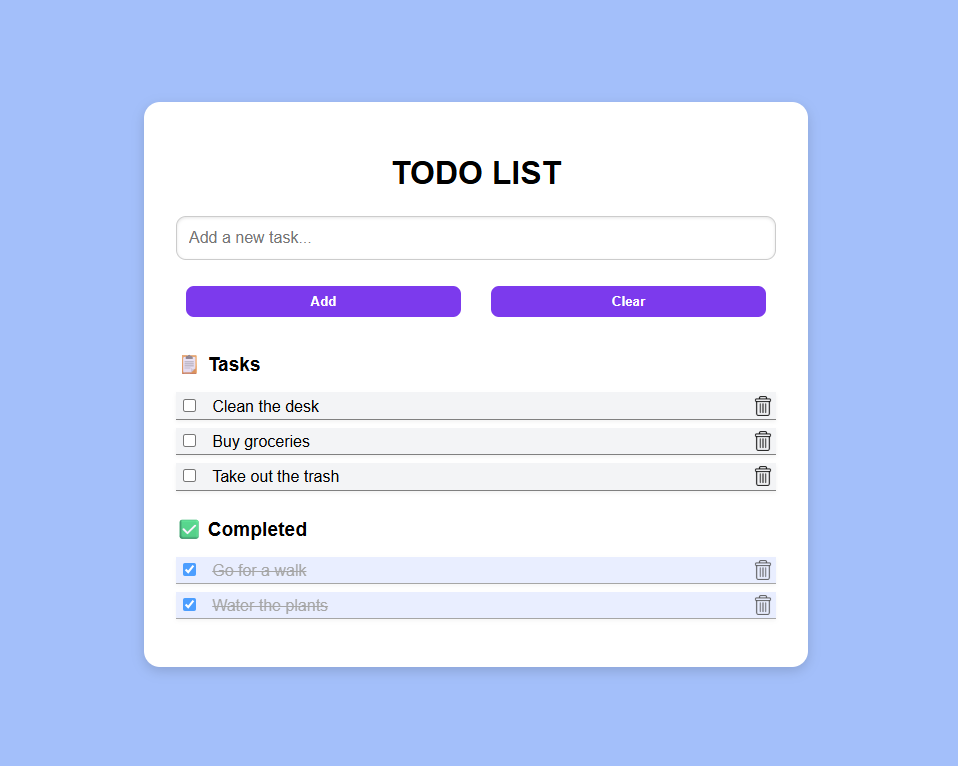 TODO LIST
Add a new task...
Add Clear
Tasks
Clean the desk
Buy groceries
Take out the trash
Completed
Go for a walk
Water the plants